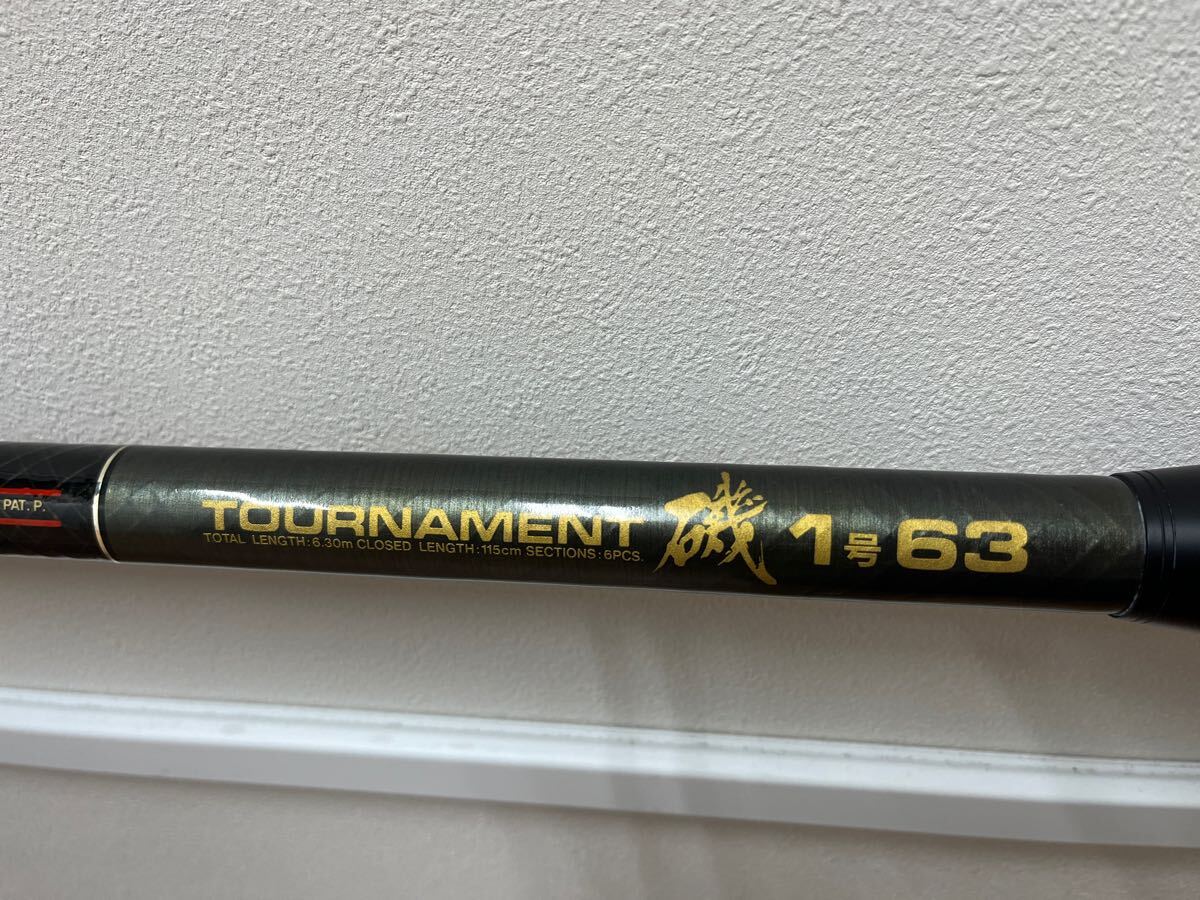 PAT. P.
TOURNAMENT 磯 1号 63
TOTAL LENGTH:6.30m CLOSED LENGTH:115cm SECTIONS:6PCS.